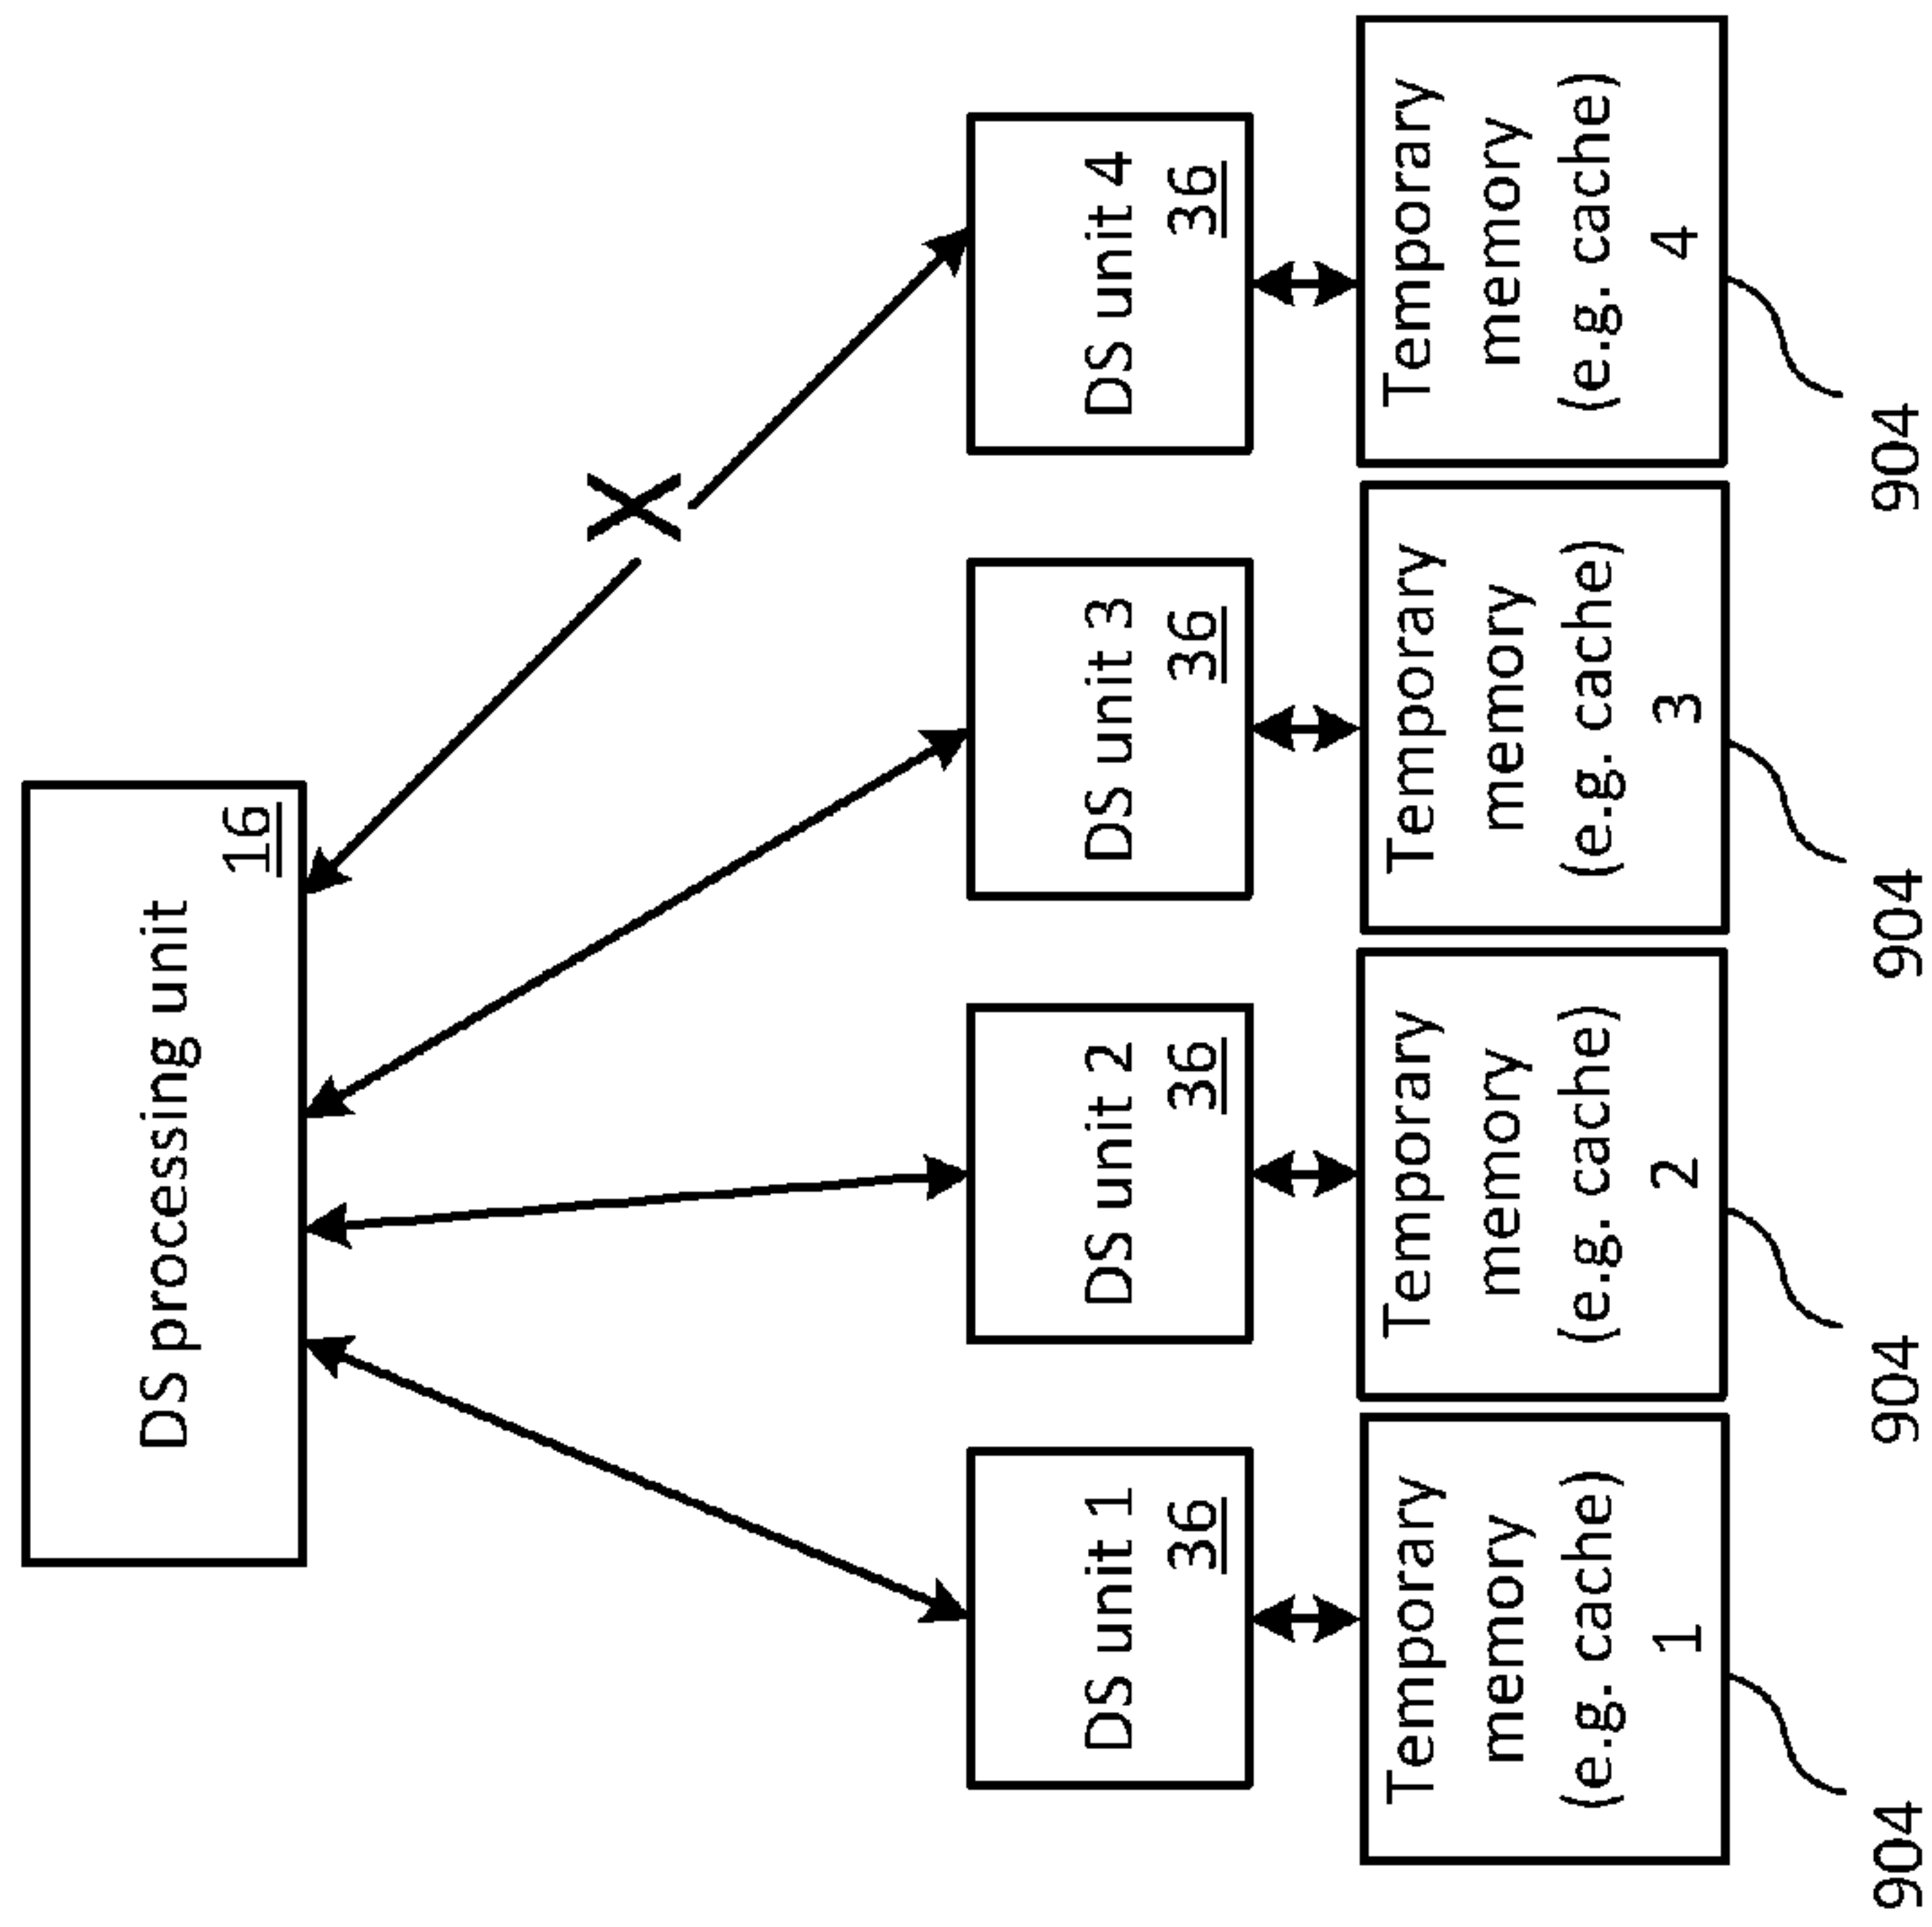 DS processing unit
16
X
DS unit 1
36
DS unit 2
36
DS unit 3
36
DS unit 4
36
Temporary
memory
(e.g. cache)
1
Temporary
memory
(e.g. cache)
2
Temporary
memory
(e.g. cache)
3
Temporary
memory
(e.g. cache)
4
904
904
904
904